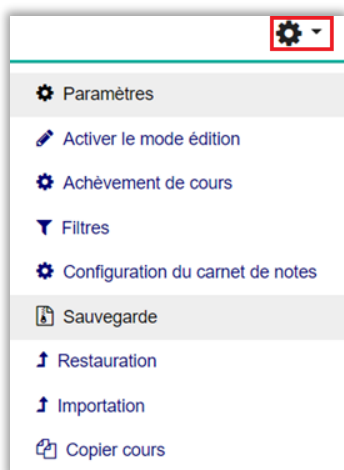 Paramètres
Activer le mode édition
Achèvement de cours
Filtres
Configuration du carnet de notes
Sauvegarde
Restauration
Importation
Copier cours